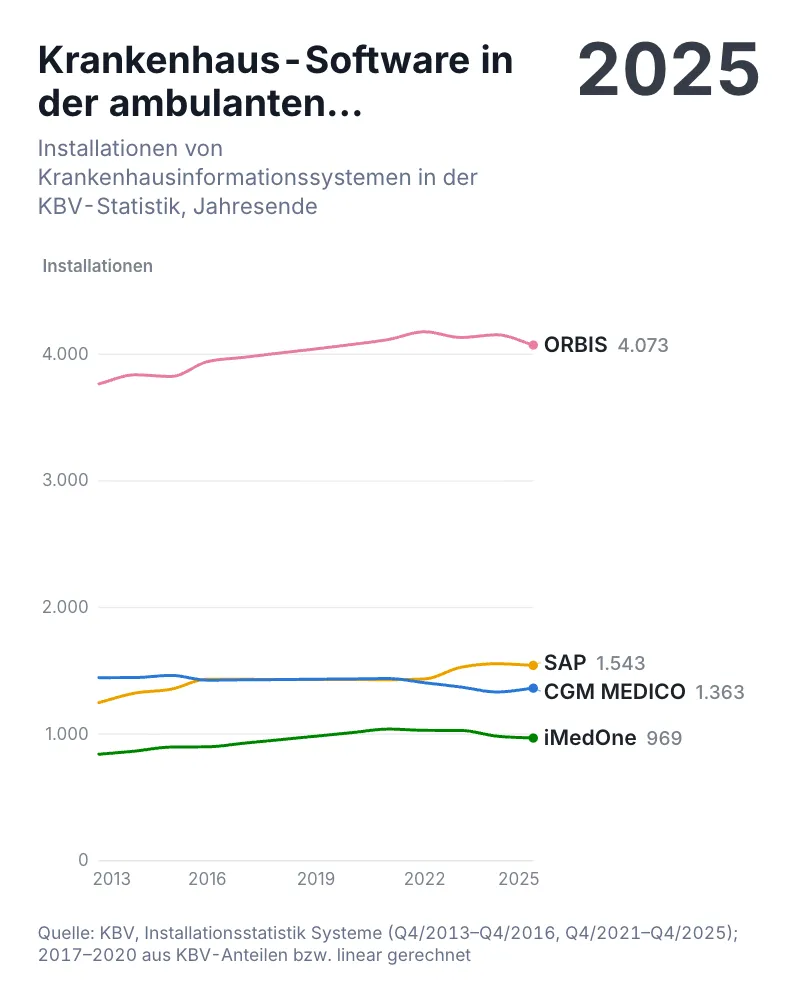 Krankenhaus-Software in
der ambulanten...
2025
Installationen von
Krankenhausinformationssystemen in der
KBV-Statistik, Jahresende
Installationen
4.000
3.000
2.000
1.000
0
ORBIS 4.073
SAP 1.543
CGM MEDICO 1.363
iMedOne 969
2013 2016 2019 2022 2025
Quelle: KBV, Installationsstatistik Systeme (Q4/2013–Q4/2016, Q4/2021–Q4/2025);
2017–2020 aus KBV-Anteilen bzw. linear gerechnet